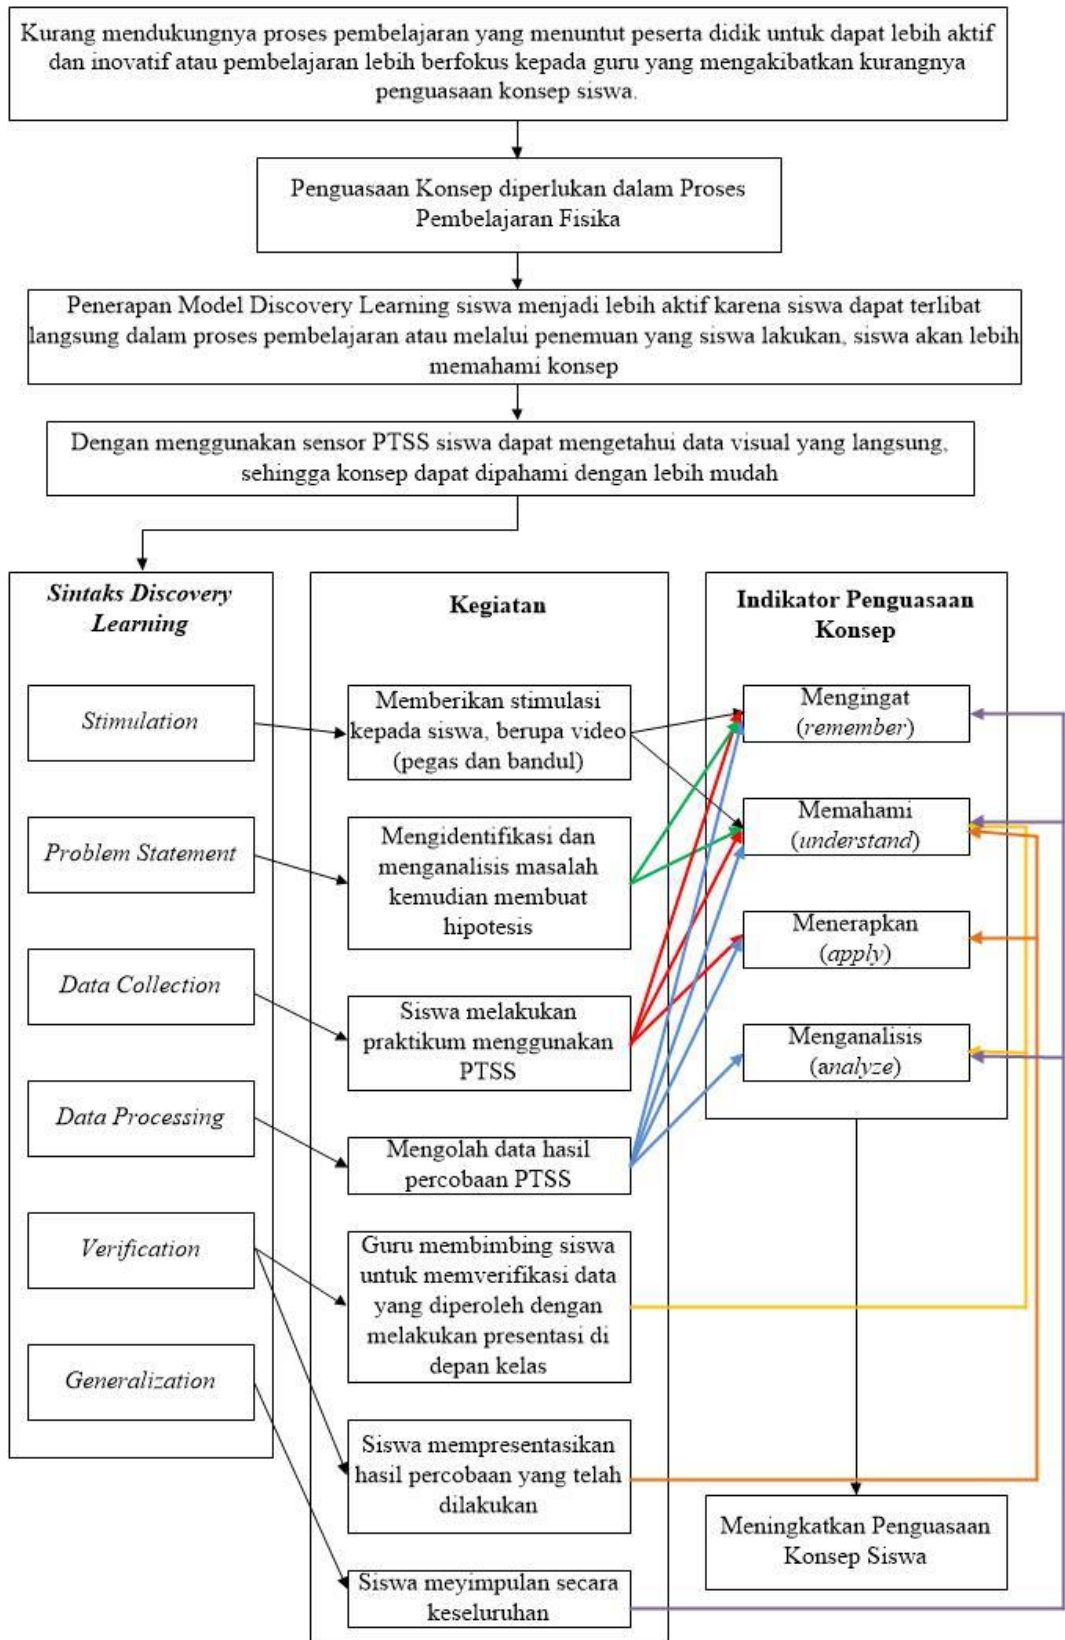 Kurang mendukungnya proses pembelajaran yang menuntut peserta didik untuk dapat lebih aktif
dan inovatif atau pembelajaran lebih berfokus kepada guru yang mengakibatkan kurangnya
penguasaan konsep siswa.
Penguasaan Konsep diperlukan dalam Proses
Pembelajaran Fisika
Penerapan Model Discovery Learning siswa menjadi lebih aktif karena siswa dapat terlibat
langsung dalam proses pembelajaran atau melalui penemuan yang siswa lakukan, siswa akan lebih
memahami konsep
Dengan menggunakan sensor PTSS siswa dapat mengetahui data visual yang langsung,
sehingga konsep dapat dipahami dengan lebih mudah
Sintaks Discovery
Learning
Stimulation
Problem Statement
Data Collection
Data Processing
Verification
Generalization
Kegiatan
Memberikan stimulasi
kepada siswa, berupa video
(pegas dan bandul)
Mengidentifikasi dan
menganalisis masalah
kemudian membuat
hipotesis
Siswa melakukan
praktikum menggunakan
PTSS
Mengolah data hasil
percobaan PTSS
Guru membimbing siswa
untuk memverifikasi data
yang diperoleh dengan
melakukan presentasi di
depan kelas
Siswa mempresentasikan
hasil percobaan yang telah
dilakukan
Siswa meyimpulan secara
keseluruhan
Indikator Penguasaan
Konsep
Mengingat
(remember)
Memahami
(understand)
Menerapkan
(apply)
Menganalisis
(analyze)
Meningkatkan Penguasaan
Konsep Siswa